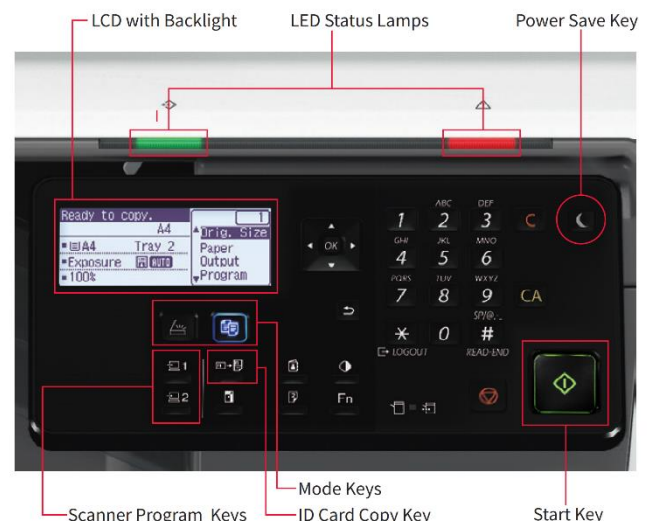 LCD with Backlight
LED Status Lamps
Power Save Key
Ready to copy.
1
A4
Orig. Size
A4 Tray 2
Paper
Exposure AUTO
Output
100%
Program
OK
ABC DEF
1 2 3 C
GHI JKL MNO
4 5 6
PQRS TUV WXYZ
7 8 9 CA
SP/@._
* 0 #
LOGOUT READ-END
1
2
Fn
Mode Keys
Scanner Program Keys
ID Card Copy Key
Start Key